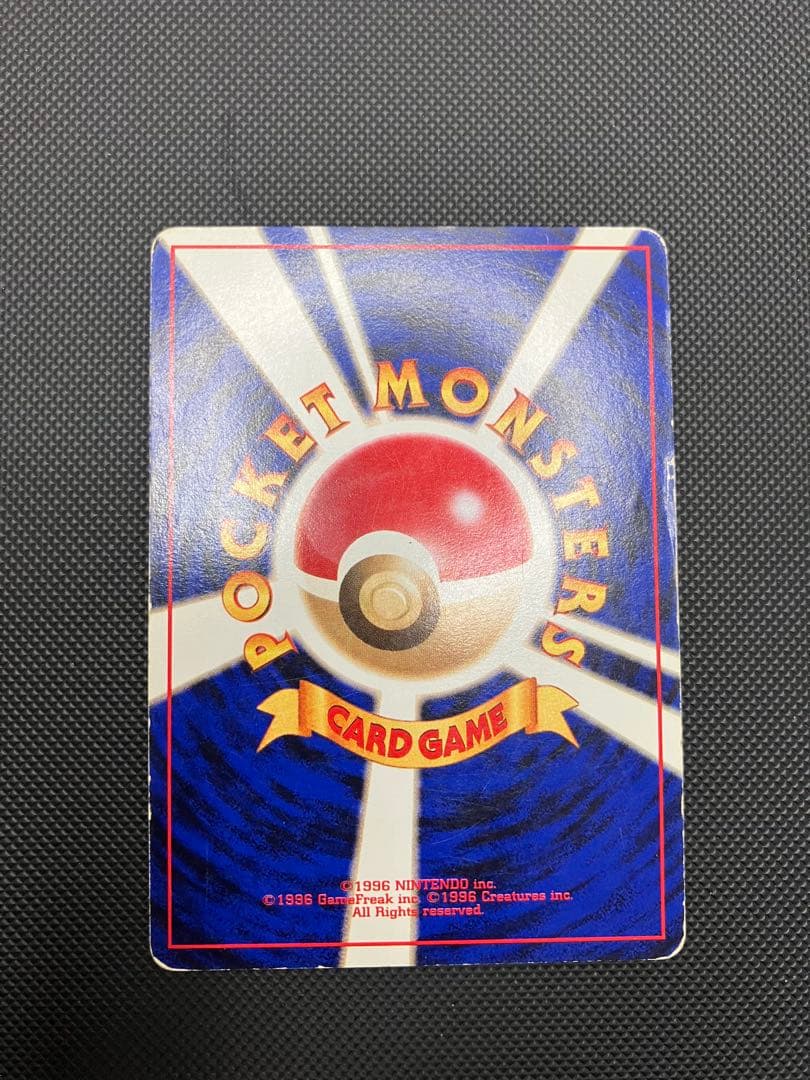 POCKET MONSTERS
CARD GAME
©1996 NINTENDO inc.
©1996 GameFreak inc. ©1996 Creatures inc.
All Rights reserved.